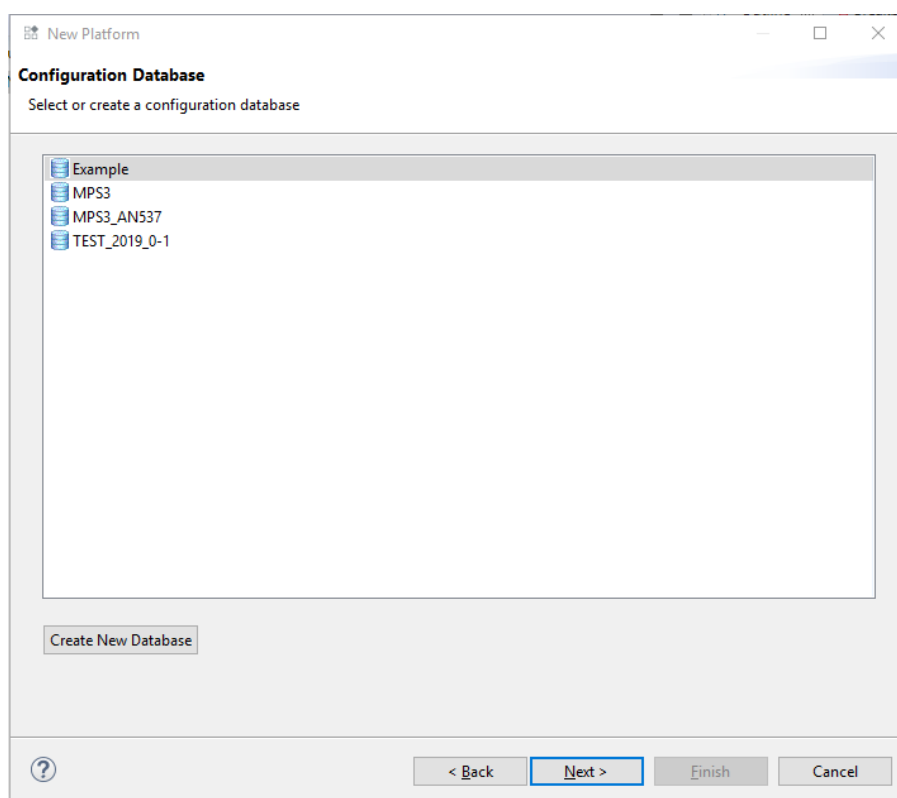 New Platform
Configuration Database
Select or create a configuration database
Example
MPS3
MPS3_AN537
TEST_2019_0-1
Create New Database
?
< Back
Next >
Finish
Cancel